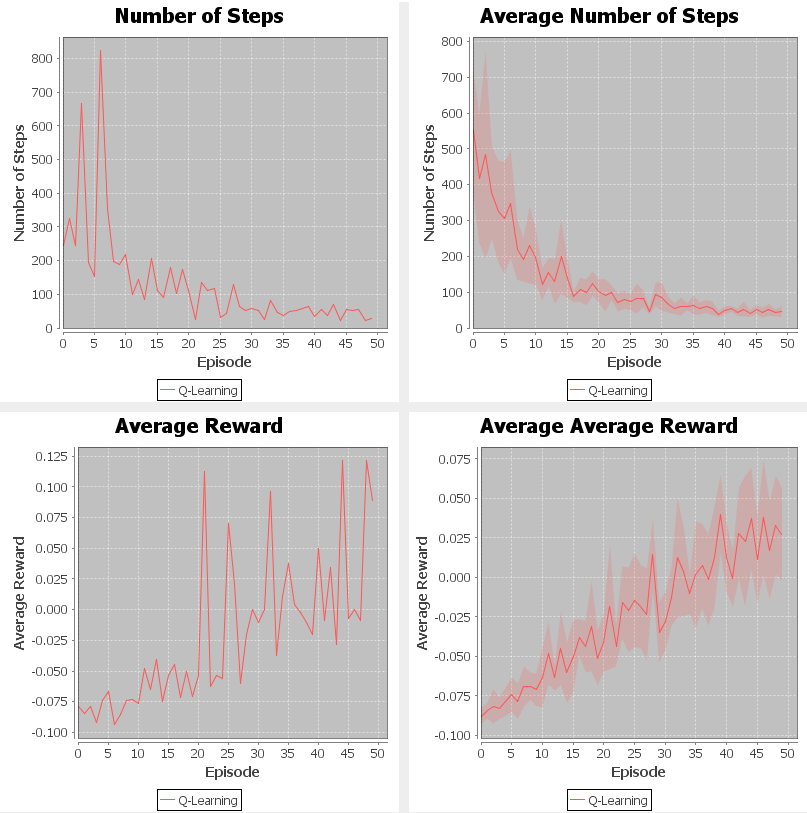 Number of Steps
800
700
600
500
400
300
200
100
0
Number of Steps
0 5 10 15 20 25 30 35 40 45 50
Episode
Q-Learning
Average Number of Steps
800
700
600
500
400
300
200
100
0
Number of Steps
0 5 10 15 20 25 30 35 40 45 50
Episode
Q-Learning
Average Reward
0.125
0.100
0.075
0.050
0.025
0.000
-0.025
-0.050
-0.075
-0.100
Average Reward
0 5 10 15 20 25 30 35 40 45 50
Episode
Q-Learning
Average Average Reward
0.075
0.050
0.025
0.000
-0.025
-0.050
-0.075
-0.100
Average Reward
0 5 10 15 20 25 30 35 40 45 50
Episode
Q-Learning